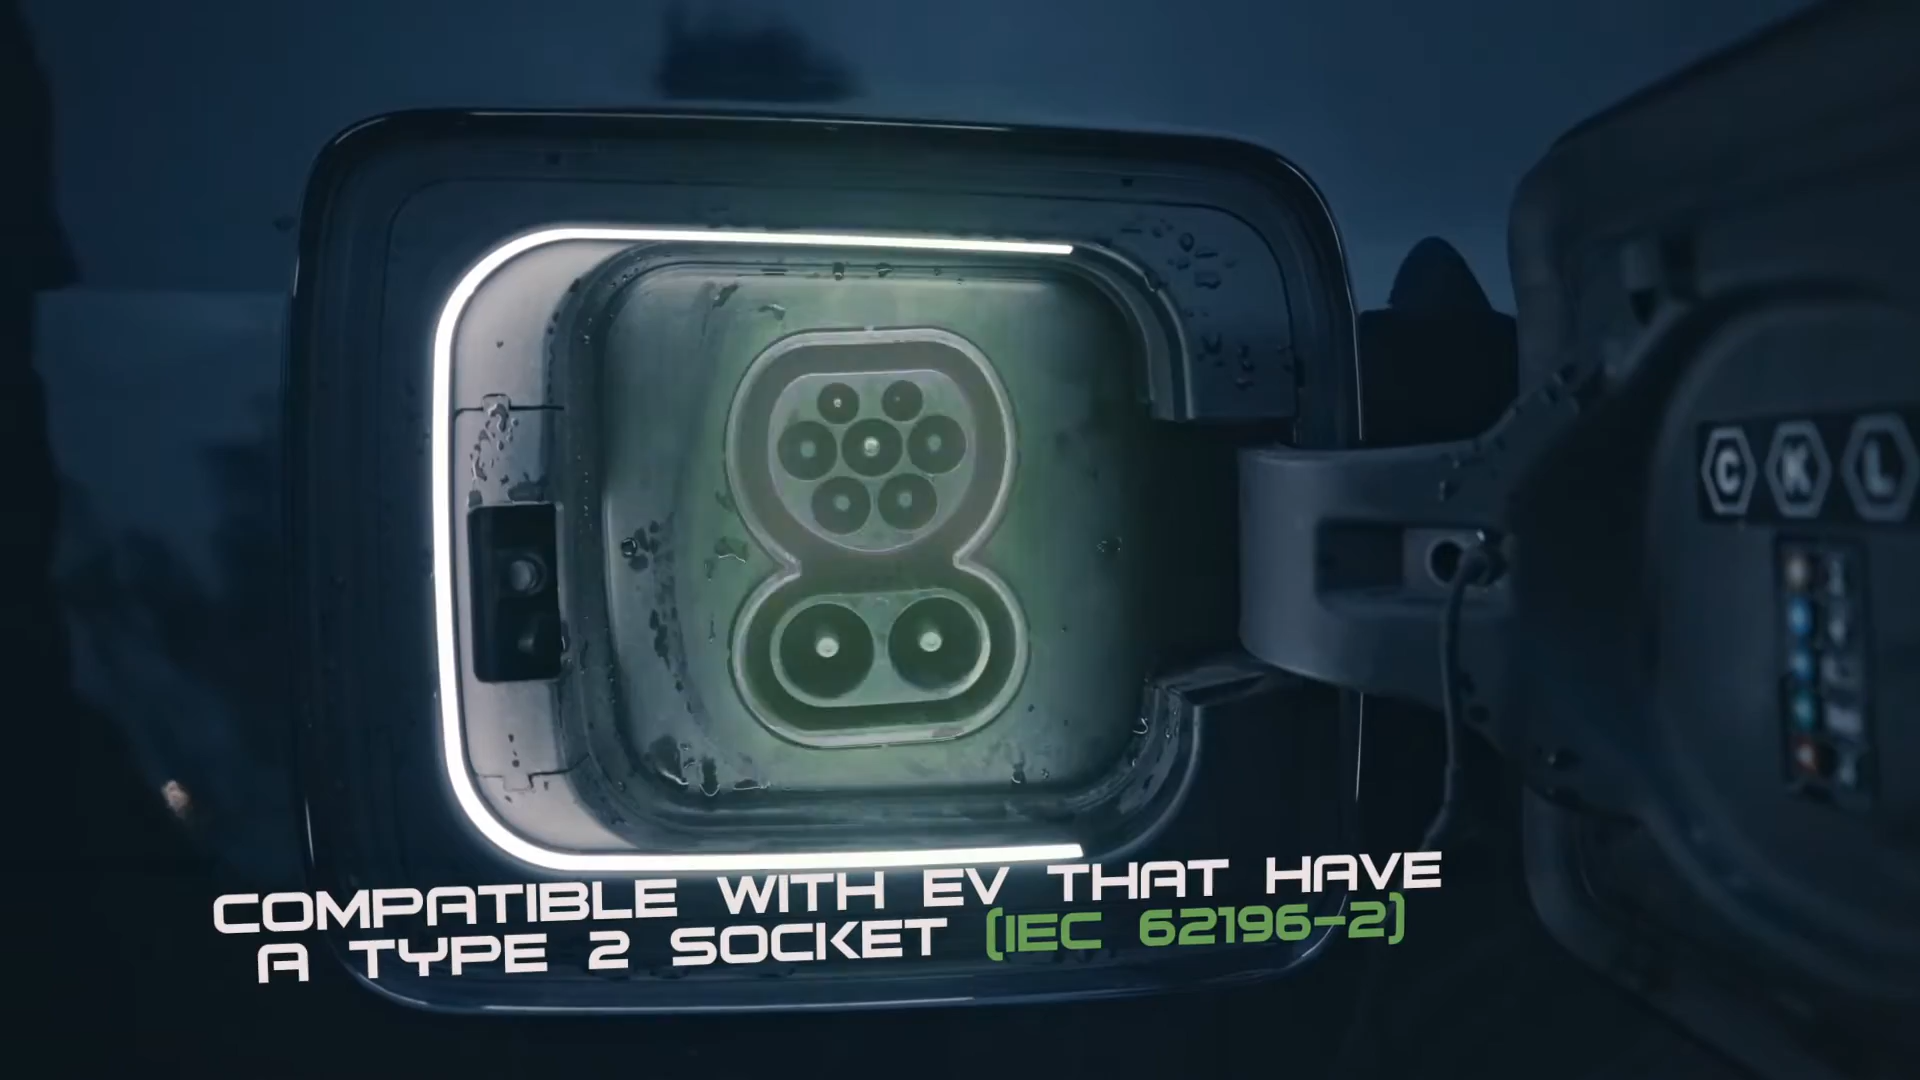 C K L
COMPATIBLE WITH EV THAT HAVE
A TYPE 2 SOCKET (IEC 62196-2)